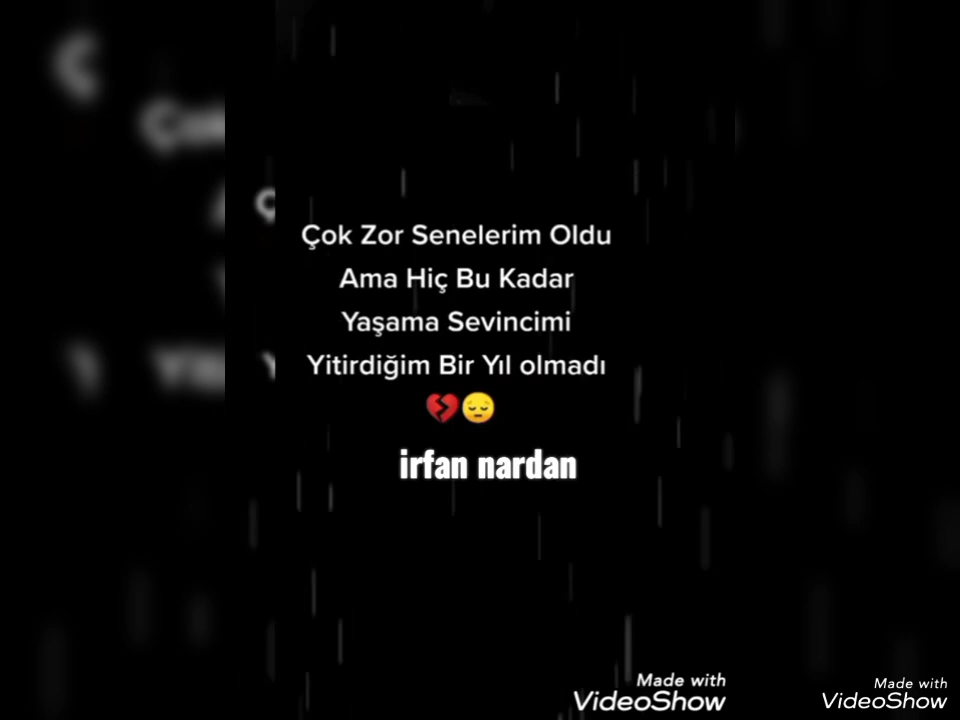 Çok Zor Senelerim Oldu
Ama Hiç Bu Kadar
Yaşama Sevincimi
Yitirdiğim Bir Yıl olmadı
💔😔
irfan nardan
Made with
VideoShow
Made with
VideoShow